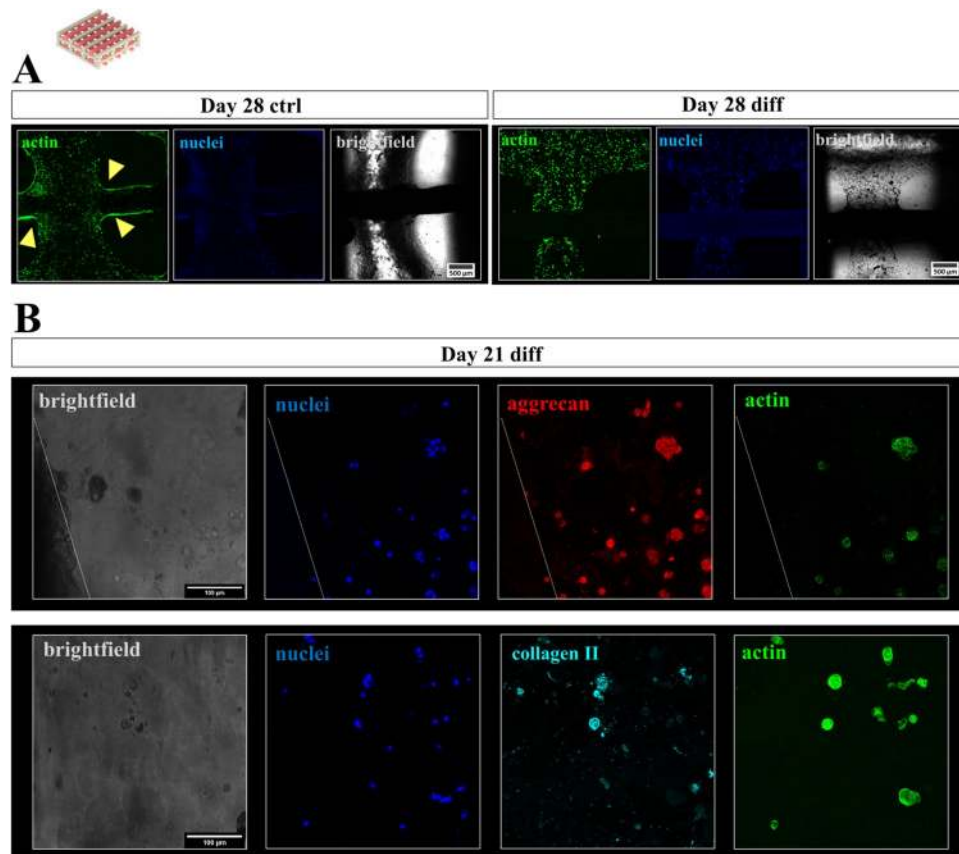 A
Day 28 ctrl
Day 28 diff
actin
nuclei
brightfield
500 µm
actin
nuclei
brightfield
500 µm
B
Day 21 diff
brightfield
nuclei
aggrecan
actin
100 µm
brightfield
nuclei
collagen II
actin
100 µm